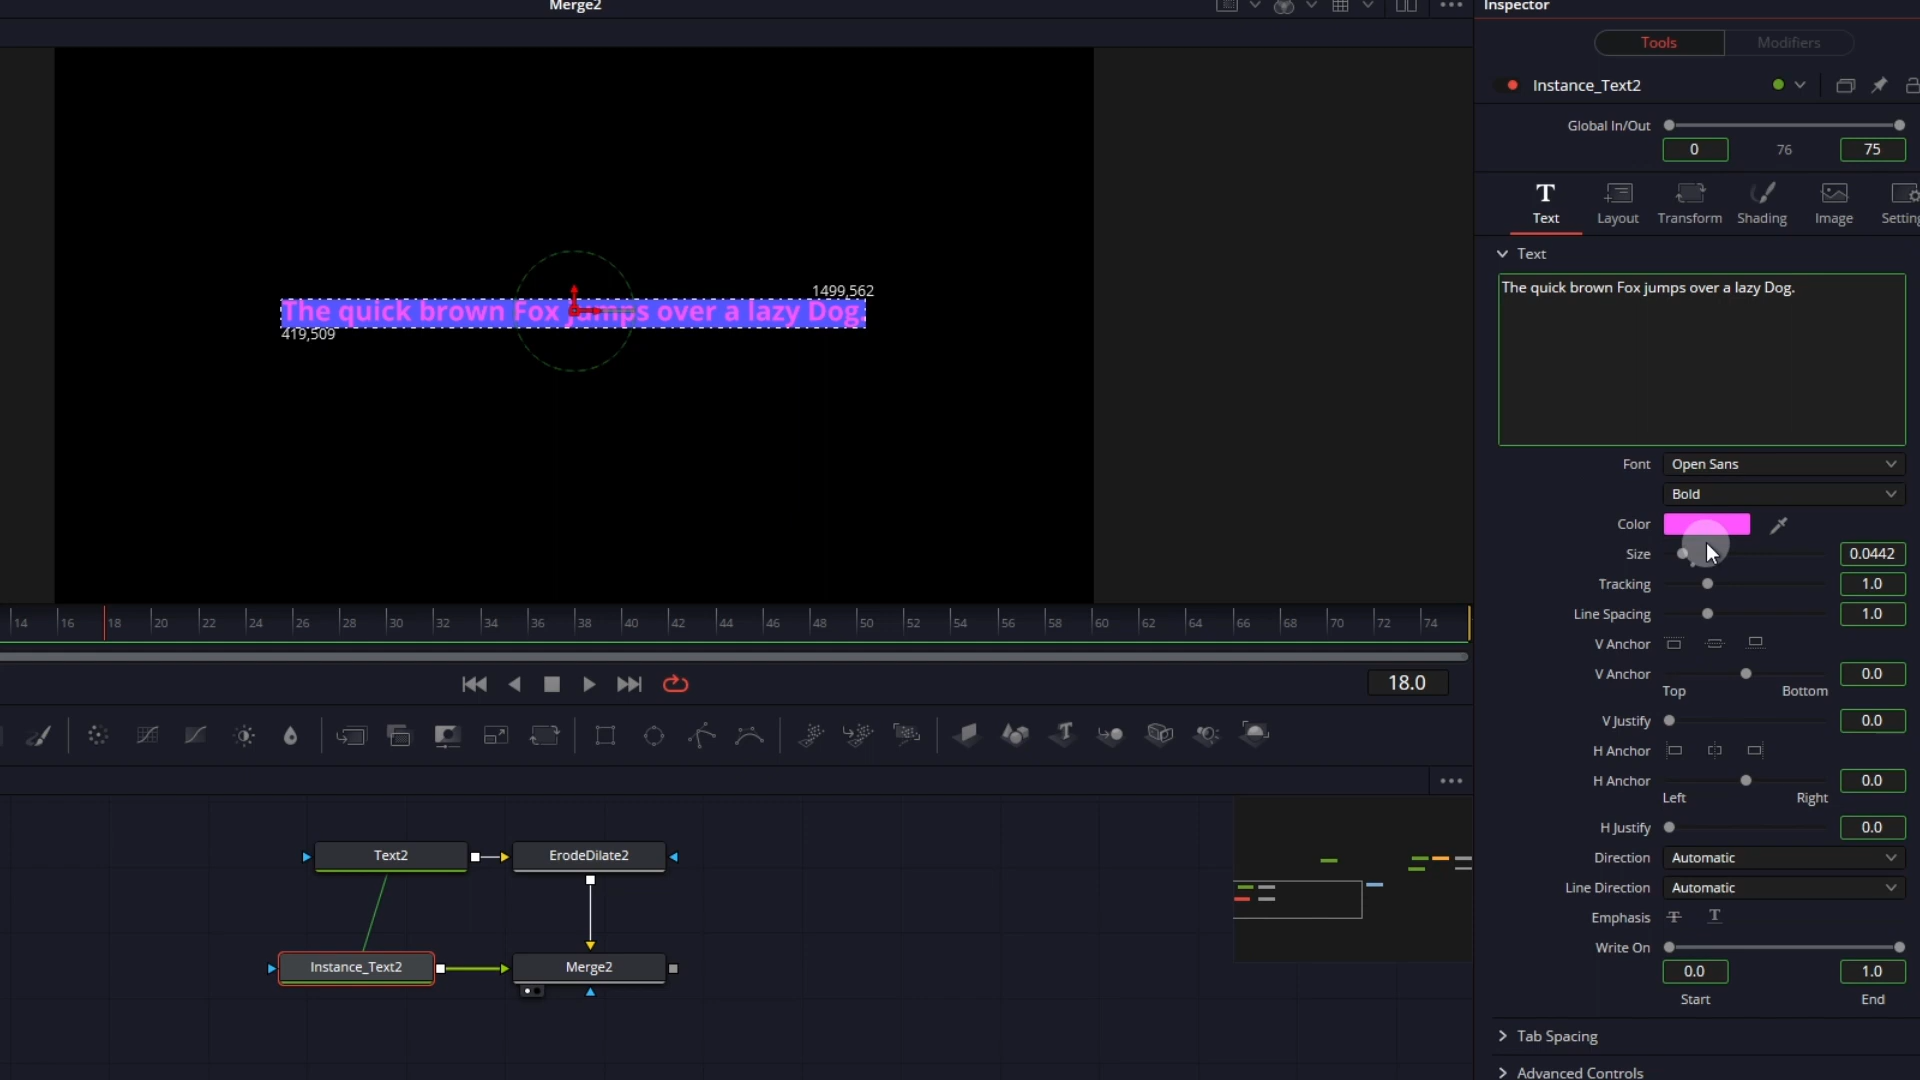 Merge2
Inspector
Tools
Modifiers
Instance_Text2
Global In/Out
0
76
75
Text
Layout
Transform
Shading
Image
Setting
Text
The quick brown Fox jumps over a lazy Dog.
1499,562
The quick brown Fox jumps over a lazy Dog.
419,509
Font
Open Sans
Bold
Color
Size
0.0442
Tracking
1.0
Line Spacing
1.0
V Anchor
V Anchor
0.0
Top
Bottom
V Justify
0.0
H Anchor
H Anchor
0.0
Left
Right
H Justify
0.0
Direction
Automatic
Line Direction
Automatic
Emphasis
Write On
0.0
1.0
Start
End
Tab Spacing
Advanced Controls
14 16 18 20 22 24 26 28 30 32 34 36 38 40 42 44 46 48 50 52 54 56 58 60 62 64 66 68 70 72 74
18.0
Text2
ErodeDilate2
Instance_Text2
Merge2